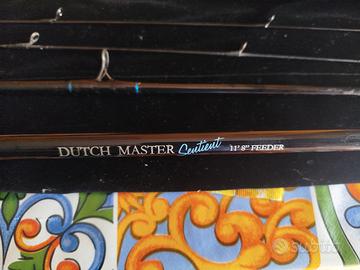 DUTCH MASTER Sentient 11' 8" FEEDER
subito